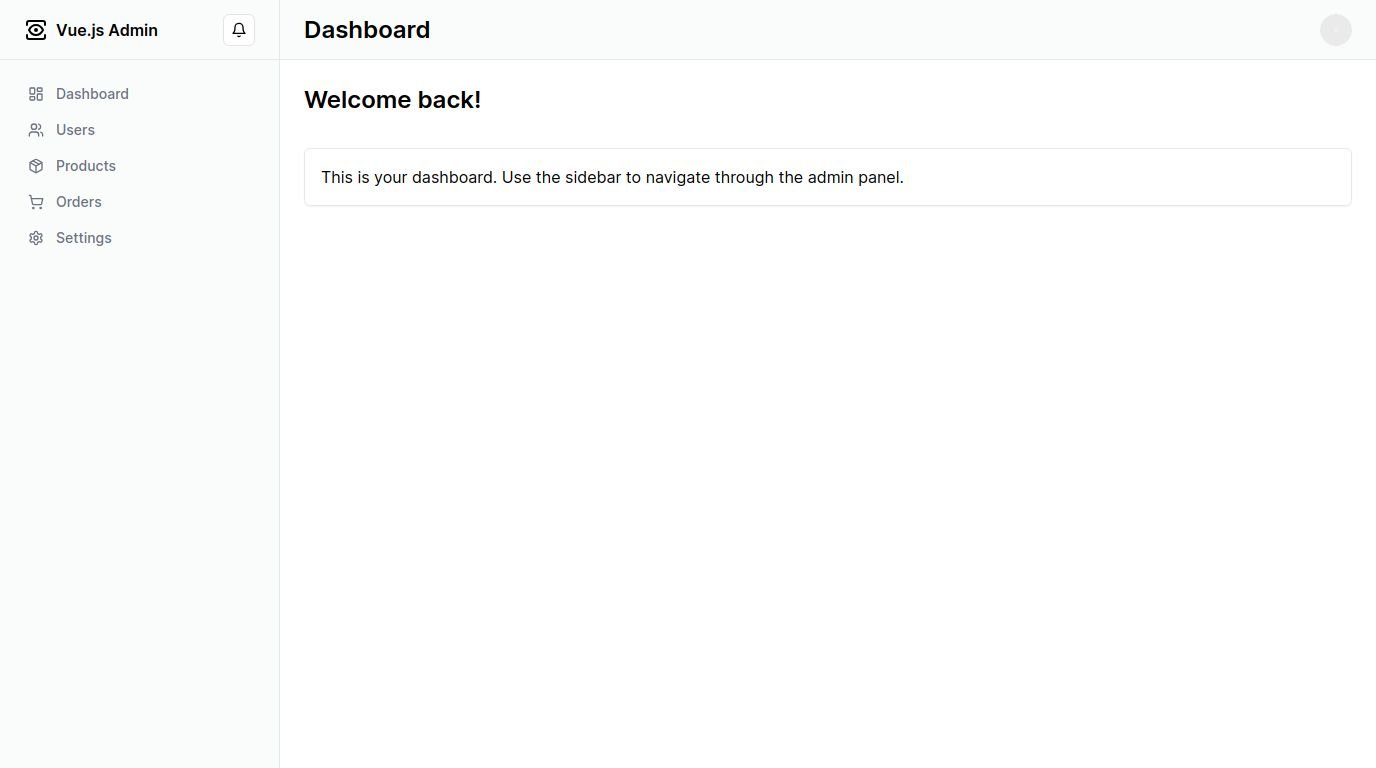 Vue.js Admin
Dashboard
Users
Products
Orders
Settings
Dashboard
Welcome back!
This is your dashboard. Use the sidebar to navigate through the admin panel.